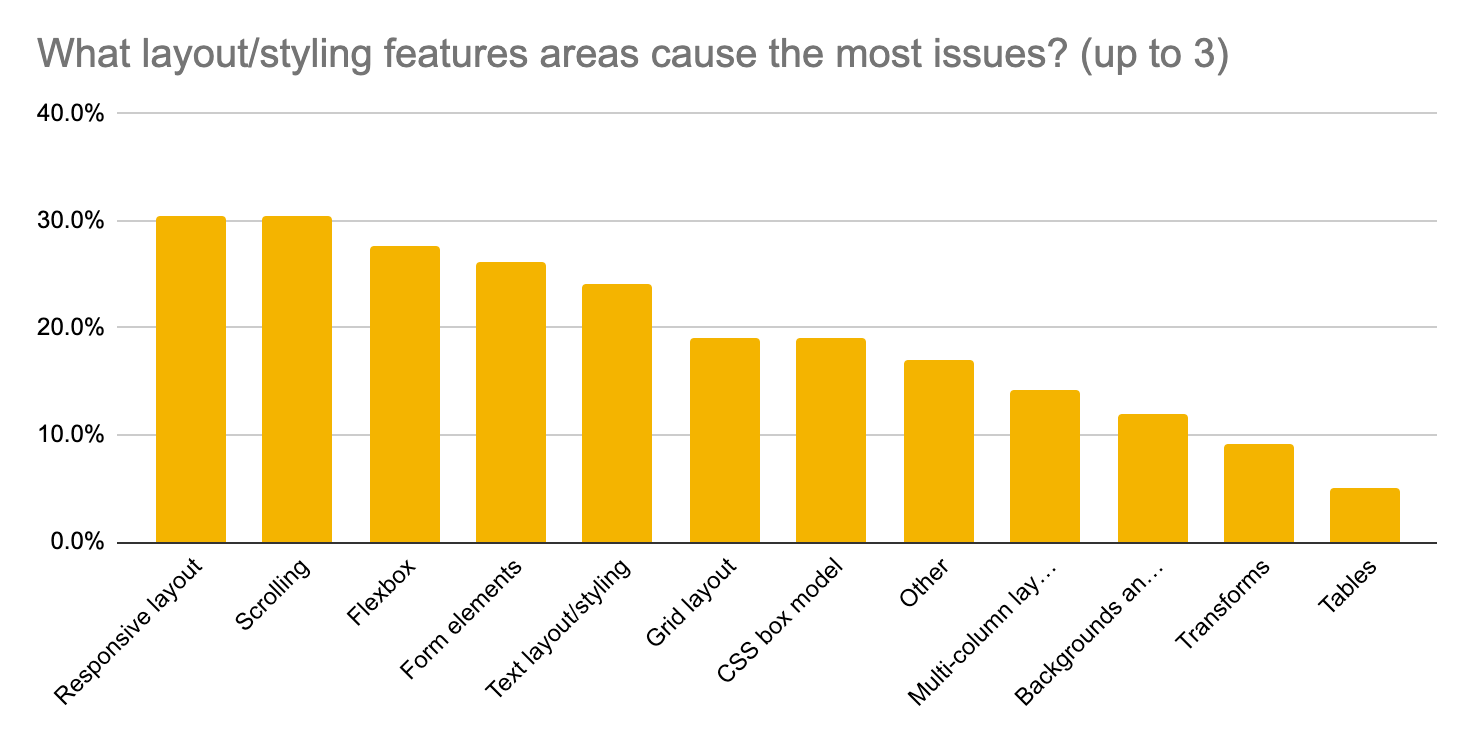 What layout/styling features areas cause the most issues? (up to 3)
40.0%
30.0%
20.0%
10.0%
0.0%
Responsive layout
Scrolling
Flexbox
Form elements
Text layout/styling
Grid layout
CSS box model
Other
Multi-column lay…
Backgrounds an…
Transforms
Tables